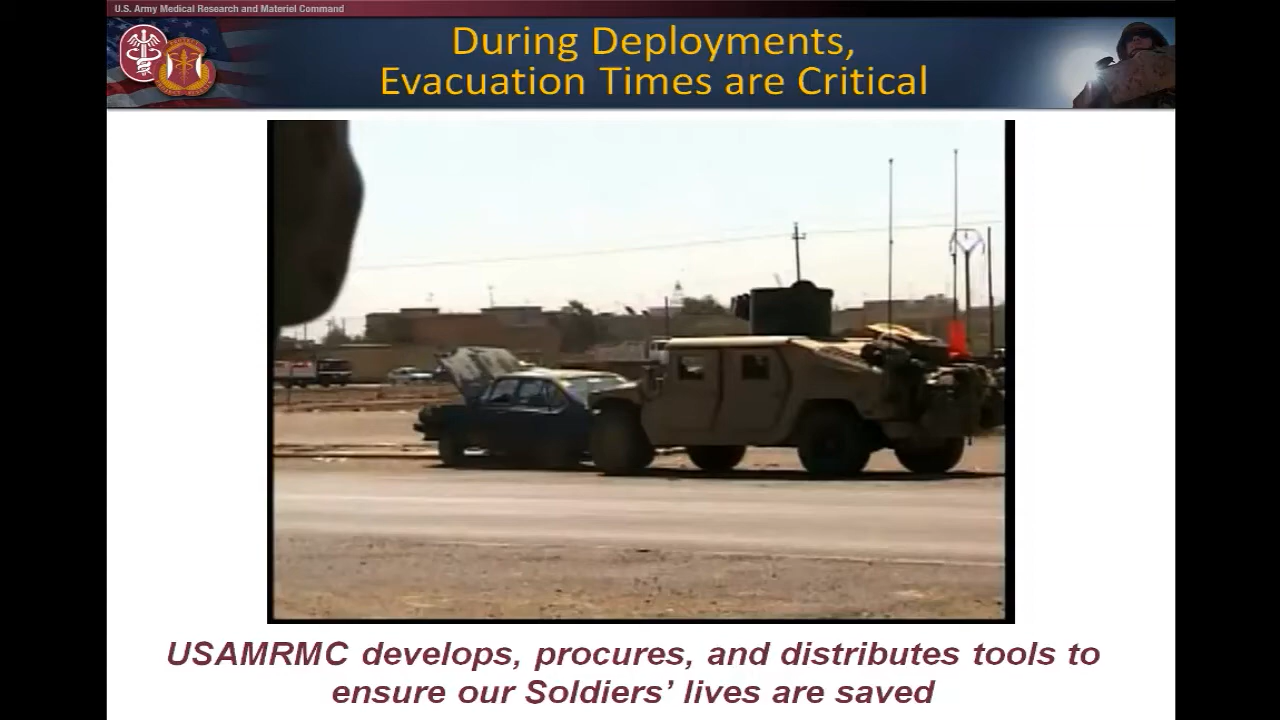 U.S. Army Medical Research and Materiel Command
During Deployments,
Evacuation Times are Critical
USAMRMC develops, procures, and distributes tools to
ensure our Soldiers’ lives are saved